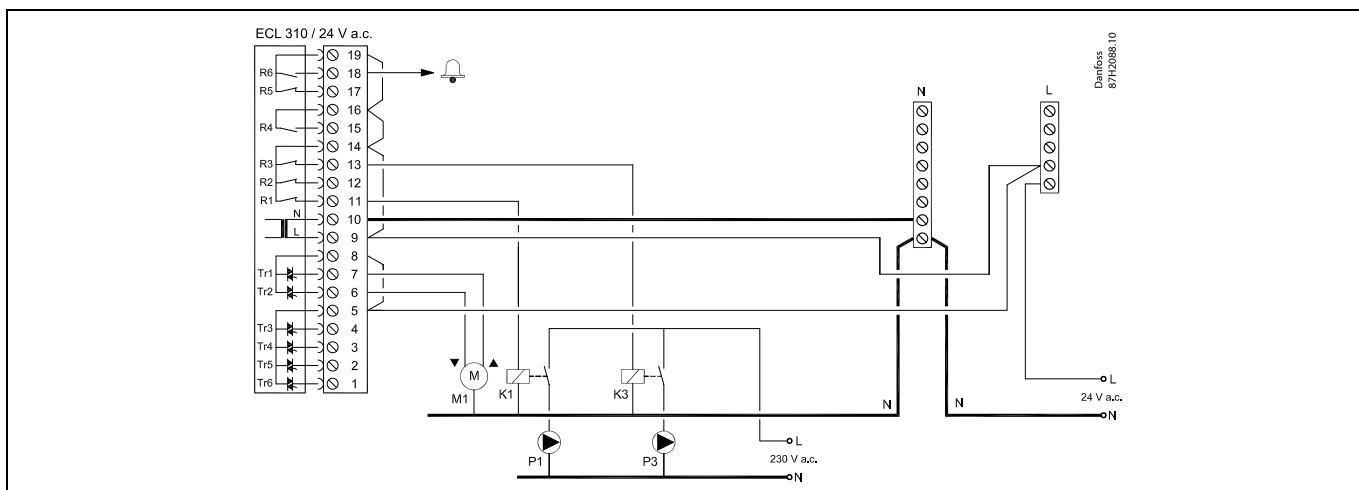 ECL 310 / 24 V a.c.
19
R6 18
R5 17
16
R4 15
14
R3 13
R2 12
R1 11
N 10
L 9
8
Tr1 7
Tr2 6
5
Tr3 4
Tr4 3
Tr5 2
Tr6 1
M
M1
K1
K3
P1
P3
N
L
N
N
L
24 V a.c.
N
L
230 V a.c.
N
Danfoss
87H2088.10